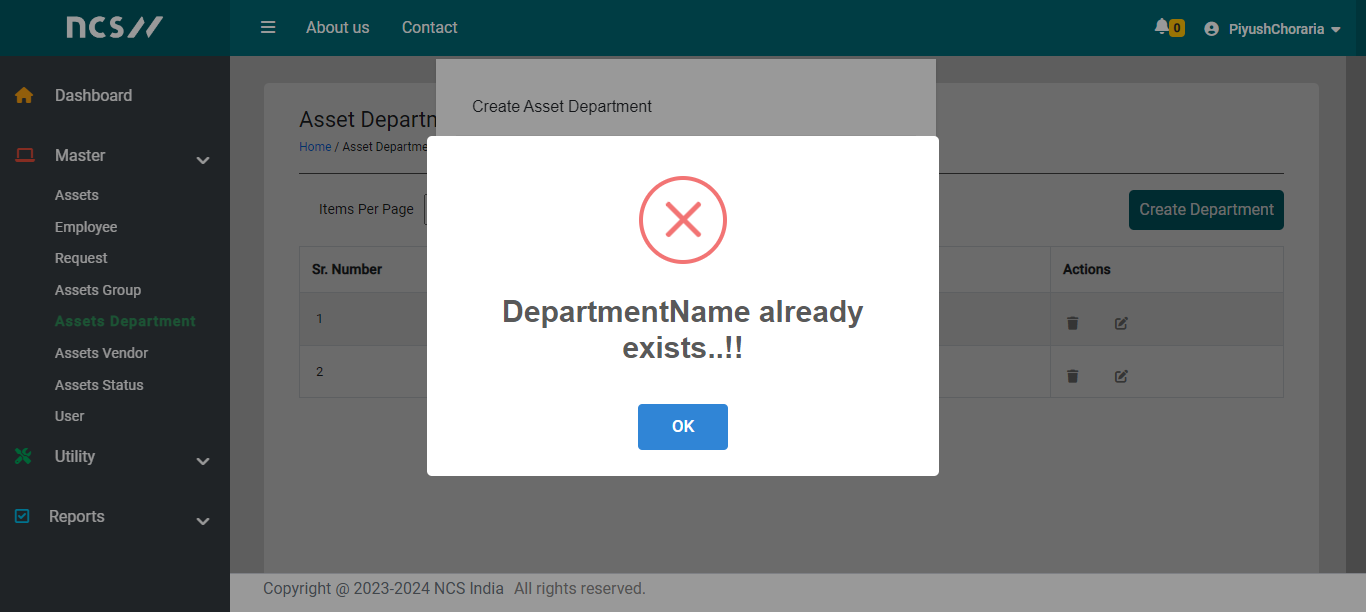 ncs
About us
Contact
0
PiyushChoraria
Dashboard
Master
Assets
Employee
Request
Assets Group
Assets Department
Assets Vendor
Assets Status
User
Utility
Reports
Create Asset Department
Asset Departm
Home / Asset Departme
Items Per Page
Create Department
Sr. Number
Actions
1
2
DepartmentName already
exists..!!
OK
Copyright @ 2023-2024 NCS India All rights reserved.